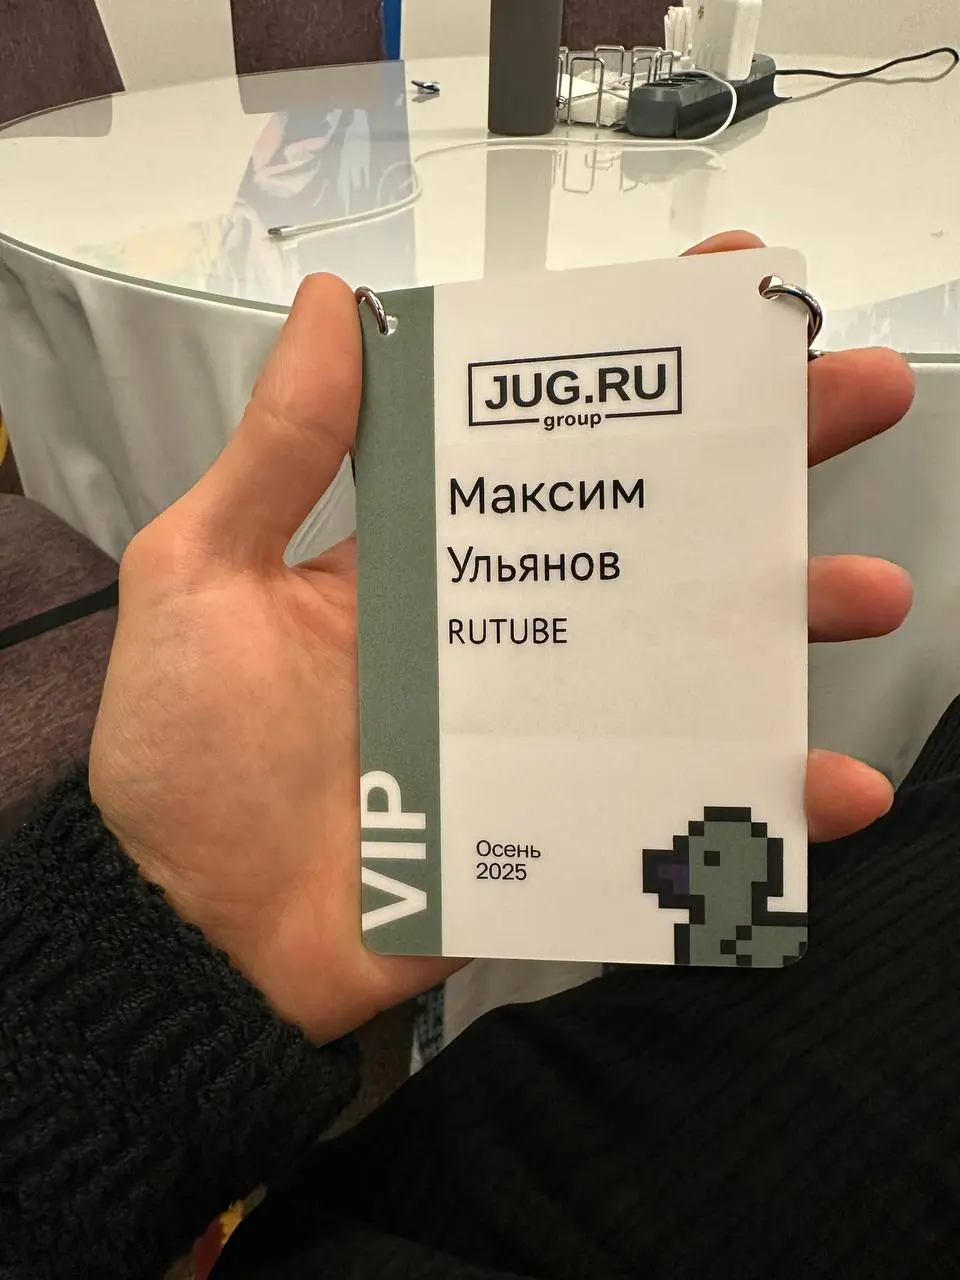 JUG.RU
group
Максим
Ульянов
RUTUBE
VIP
Осень
2025